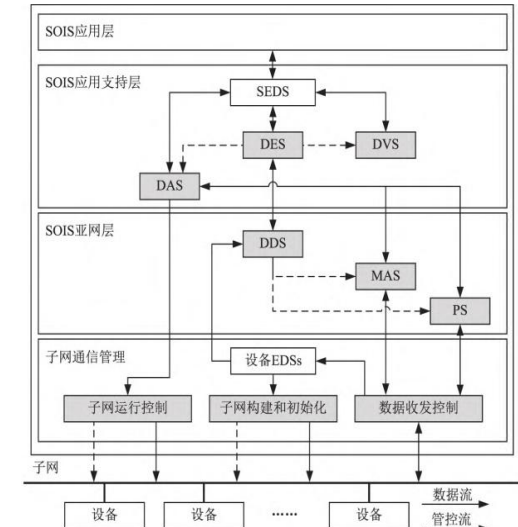 SOIS应用层
SOIS应用支持层
SEDS
DES
DVS
DAS
SOIS亚网层
DDS
MAS
PS
子网通信管理
设备EDSs
子网运行控制
子网构建和初始化
数据收发控制
子网
设备
设备
......
设备
数据流
管控流